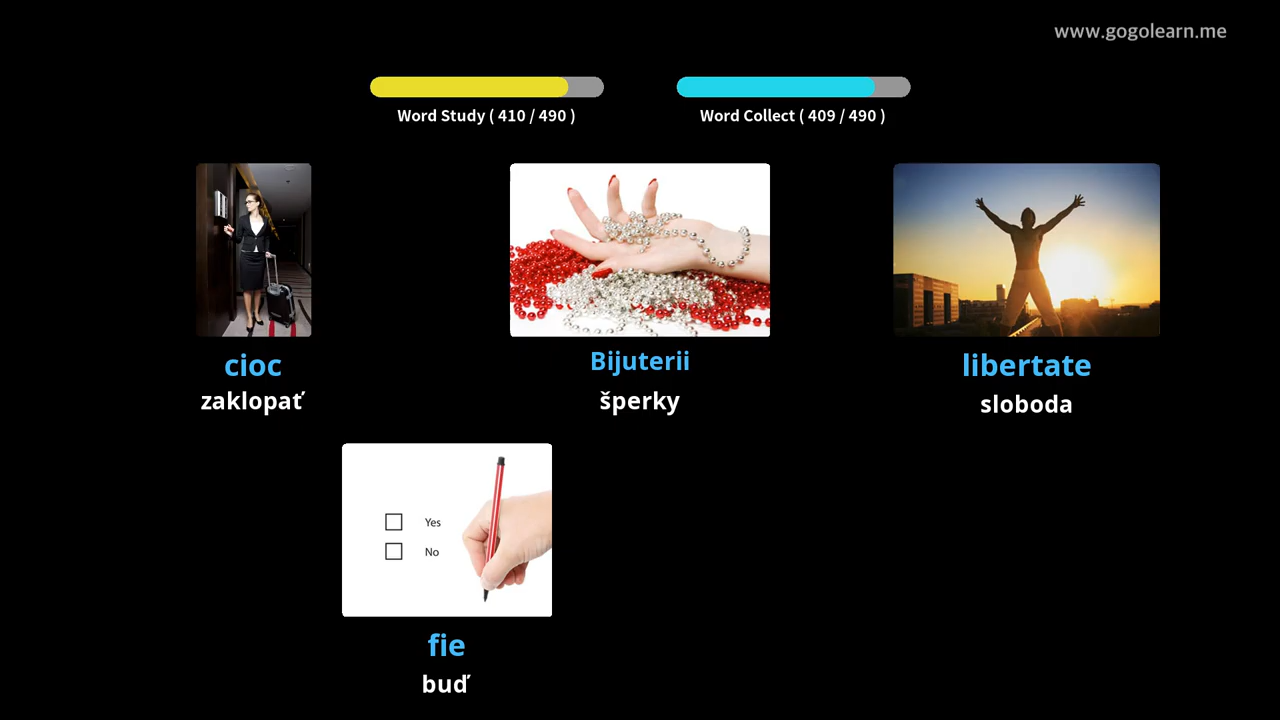 www.gogolearn.me
Word Study ( 410 / 490 )
Word Collect ( 409 / 490 )
cioc
zaklopať
Bijuterii
šperky
libertate
sloboda
Yes
No
fie
buď